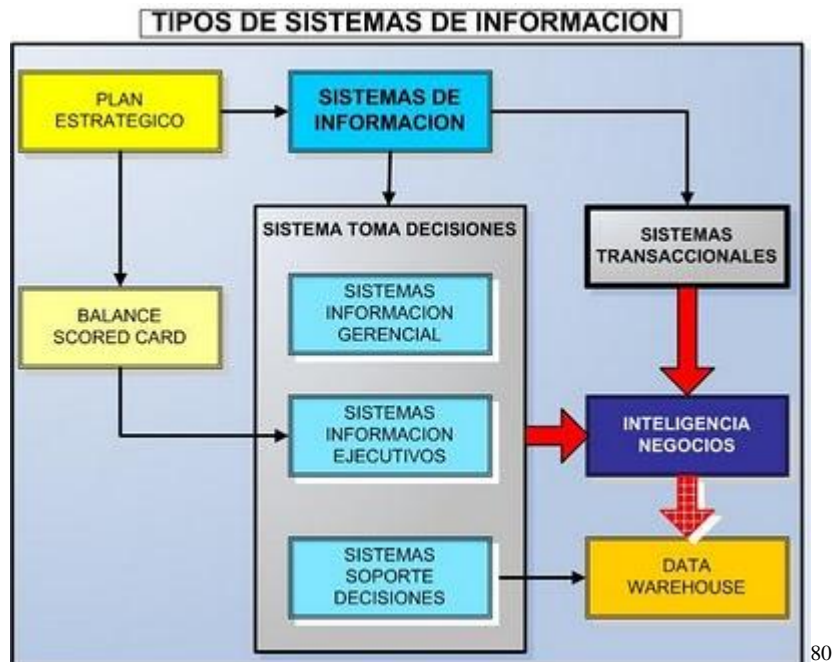 TIPOS DE SISTEMAS DE INFORMACION
PLAN
ESTRATEGICO
SISTEMAS DE
INFORMACION
SISTEMA TOMA DECISIONES
SISTEMAS
TRANSACCIONALES
SISTEMAS
INFORMACION
GERENCIAL
BALANCE
SCORED CARD
SISTEMAS
INFORMACION
EJECUTIVOS
INTELIGENCIA
NEGOCIOS
SISTEMAS
SOPORTE
DECISIONES
DATA
WAREHOUSE
80